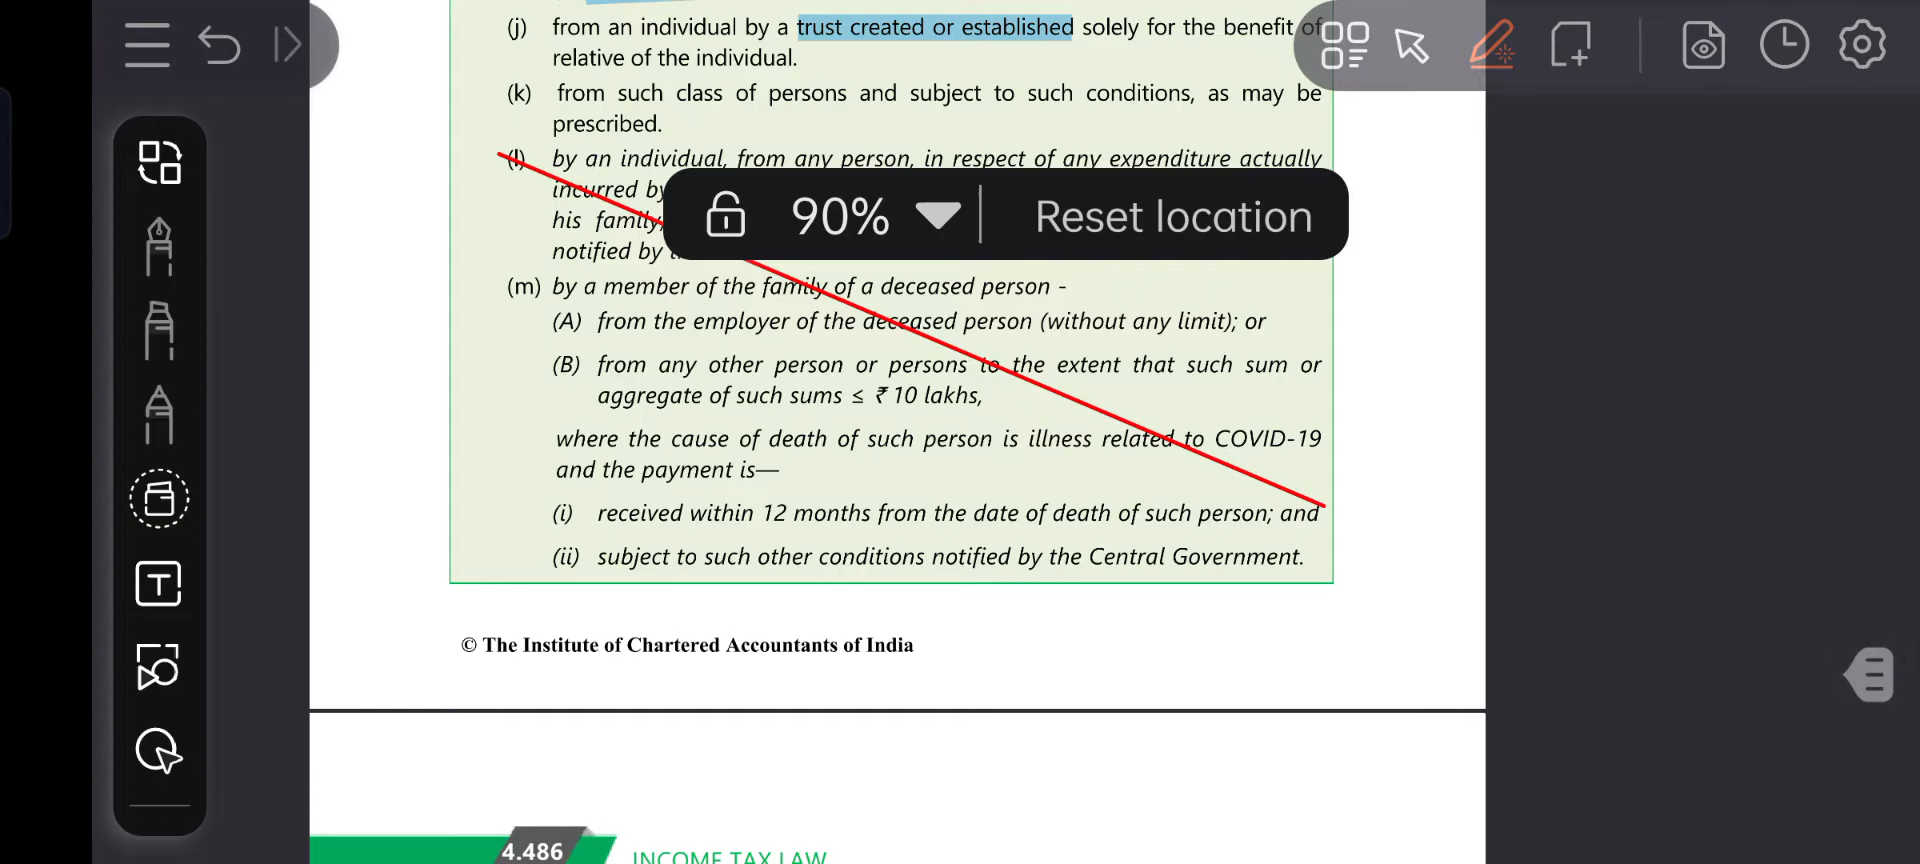 (j) from an individual by a trust created or established solely for the benefit of
relative of the individual.
(k) from such class of persons and subject to such conditions, as may be
prescribed.
(l) by an individual, from any person, in respect of any expenditure actually
incurred by
his family,
notified by
90%
Reset location
(m) by a member of the family of a deceased person -
(A) from the employer of the deceased person (without any limit); or
(B) from any other person or persons to the extent that such sum or
aggregate of such sums ≤ ₹ 10 lakhs,
where the cause of death of such person is illness related to COVID-19
and the payment is—
(i) received within 12 months from the date of death of such person; and
(ii) subject to such other conditions notified by the Central Government.
© The Institute of Chartered Accountants of India
4.486 INCOME TAX LAW